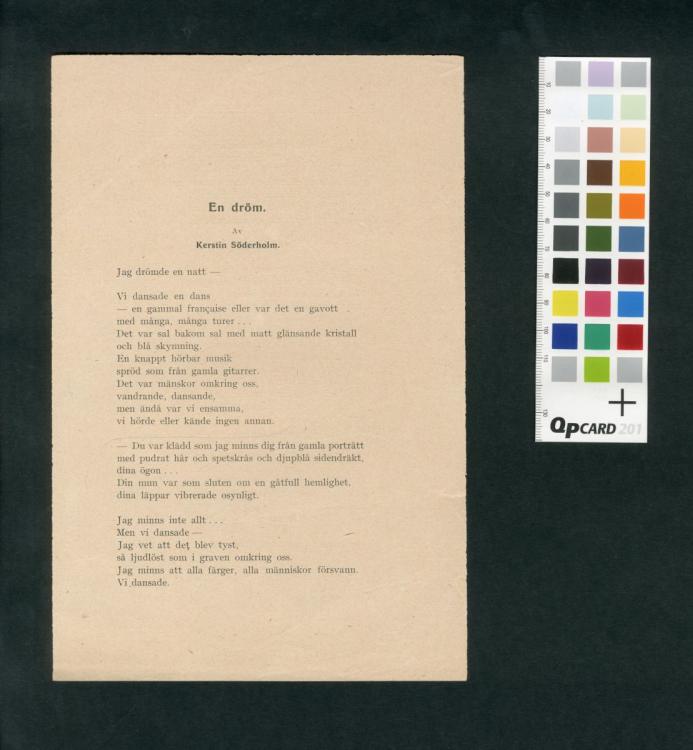 En dröm.
Av
Kerstin Söderholm.
Jag drömde en natt —
Vi dansade en dans
— en gammal française eller var det en gavott
med många, många turer . . .
Det var sal bakom sal med matt glänsande kristall
och blå skymning.
En knappt hörbar musik
spröd som från gamla gitarrer.
Det var mänskor omkring oss,
vandrande, dansande,
men ändå var vi ensamma,
vi hörde eller kände ingen annan.
— Du var klädd som jag minns dig från gamla porträtt
med pudrat hår och spetskrås och djupblå sidendräkt,
dina ögon . . .
Din mun var som sluten om en gåtfull hemlighet,
dina läppar vibrerade osynligt.
Jag minns inte allt . . .
Men vi dansade —
Jag vet att det blev tyst,
så ljudlöst som i graven omkring oss.
Jag minns att alla färger, alla människor försvann.
Vi dansade.
10
20
QPCARD 201